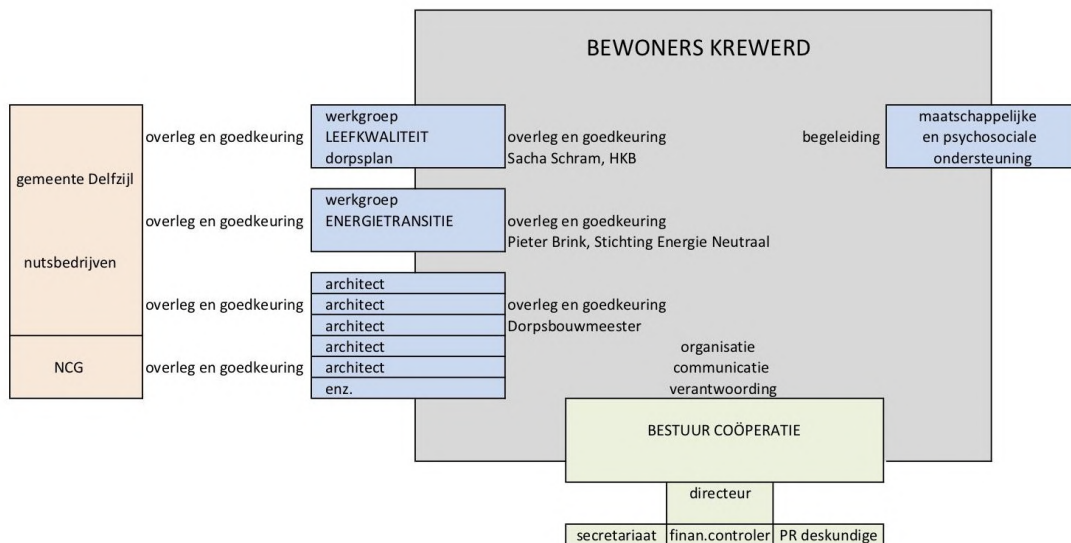 BEWONERS KREWERD
gemeente Delfzijl
nutsbedrijven
NCG
overleg en goedkeuring
werkgroep
LEEFKWALITEIT
dorpsplan
overleg en goedkeuring
Sacha Schram, HKB
begeleiding
maatschappelijke
en psychosociale
ondersteuning
overleg en goedkeuring
werkgroep
ENERGIETRANSITIE
overleg en goedkeuring
Pieter Brink, Stichting Energie Neutraal
overleg en goedkeuring
architect
architect
architect
architect
architect
enz.
overleg en goedkeuring
Dorpsbouwmeester
overleg en goedkeuring
organisatie
communicatie
verantwoording
BESTUUR COÖPERATIE
directeur
secretariaat
finan.controler
PR deskundige